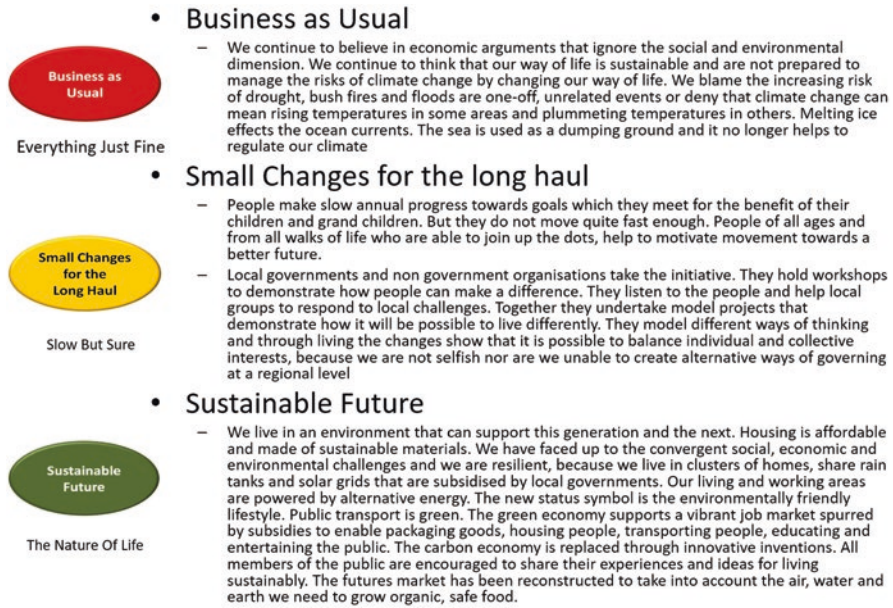 • Business as Usual
Business as
Usual
Everything Just Fine
– We continue to believe in economic arguments that ignore the social and environmental
dimension. We continue to think that our way of life is sustainable and are not prepared to
manage the risks of climate change by changing our way of life. We blame the increasing risk
of drought, bush fires and floods are one-off, unrelated events or deny that climate change can
mean rising temperatures in some areas and plummeting temperatures in others. Melting ice
effects the ocean currents. The sea is used as a dumping ground and it no longer helps to
regulate our climate
• Small Changes for the long haul
Small Changes
for the
Long Haul
Slow But Sure
– People make slow annual progress towards goals which they meet for the benefit of their
children and grand children. But they do not move quite fast enough. People of all ages and
from all walks of life who are able to join up the dots, help to motivate movement towards a
better future.
– Local governments and non government organisations take the initiative. They hold workshops
to demonstrate how people can make a difference. They listen to the people and help local
groups to respond to local challenges. Together they undertake model projects that
demonstrate how it will be possible to live differently. They model different ways of thinking
and through living the changes show that it is possible to balance individual and collective
interests, because we are not selfish nor are we unable to create alternative ways of governing
at a regional level
• Sustainable Future
Sustainable
Future
The Nature Of Life
– We live in an environment that can support this generation and the next. Housing is affordable
and made of sustainable materials. We have faced up to the convergent social, economic and
environmental challenges and we are resilient, because we live in clusters of homes, share rain
tanks and solar grids that are subsidised by local governments. Our living and working areas
are powered by alternative energy. The new status symbol is the environmentally friendly
lifestyle. Public transport is green. The green economy supports a vibrant job market spurred
by subsidies to enable packaging goods, housing people, transporting people, educating and
entertaining the public. The carbon economy is replaced through innovative inventions. All
members of the public are encouraged to share their experiences and ideas for living
sustainably. The futures market has been reconstructed to take into account the air, water and
earth we need to grow organic, safe food.